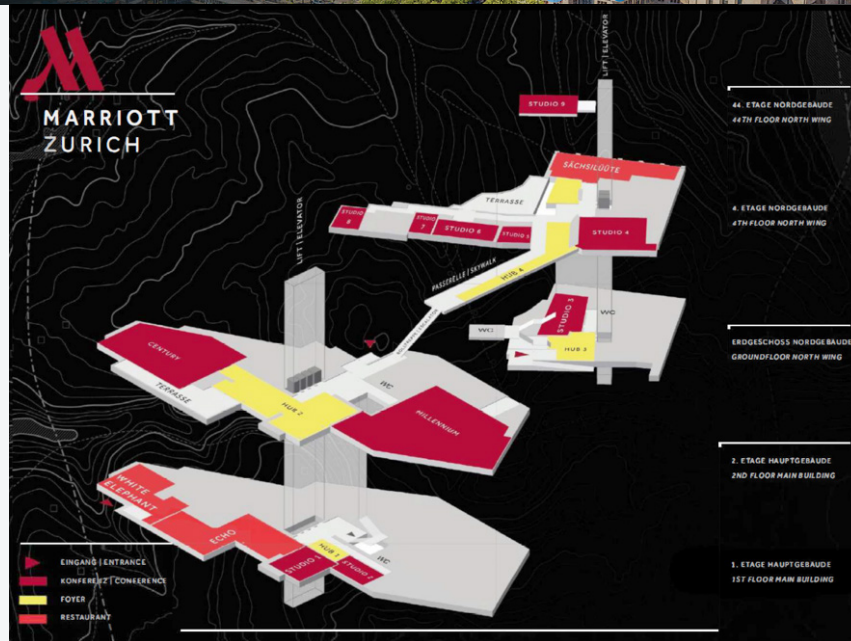 MARRIOTT
ZURICH
LIFT | ELEVATOR
STUDIO 9
44. ETAGE NORDGEBÄUDE
44TH FLOOR NORTH WING
SÄCHSILÜÜTE
TERRASSE
STUDIO 8
STUDIO 7
STUDIO 6
STUDIO 5
STUDIO 4
4. ETAGE NORDGEBÄUDE
4TH FLOOR NORTH WING
HUB 4
PASSERELLE | SKYWALK
LIFT | ELEVATOR
STUDIO 3
WC
WC
HUB 3
ERDGESCHOSS NORDGEBÄUDE
GROUNDFLOOR NORTH WING
CENTURY
TERRASSE
HUB 2
WC
MILLENNIUM
2. ETAGE HAUPTGEBÄUDE
2ND FLOOR MAIN BUILDING
WHITE
ELEPHANT
ECHO
HUB 1
WC
STUDIO 2
1. ETAGE HAUPTGEBÄUDE
1ST FLOOR MAIN BUILDING
EINGANG | ENTRANCE
KONFERENZ | CONFERENCE
FOYER
RESTAURANT